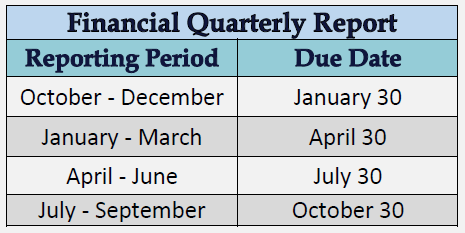 Financial Quarterly Report
Reporting Period Due Date
October - December January 30
January - March April 30
April - June July 30
July - September October 30